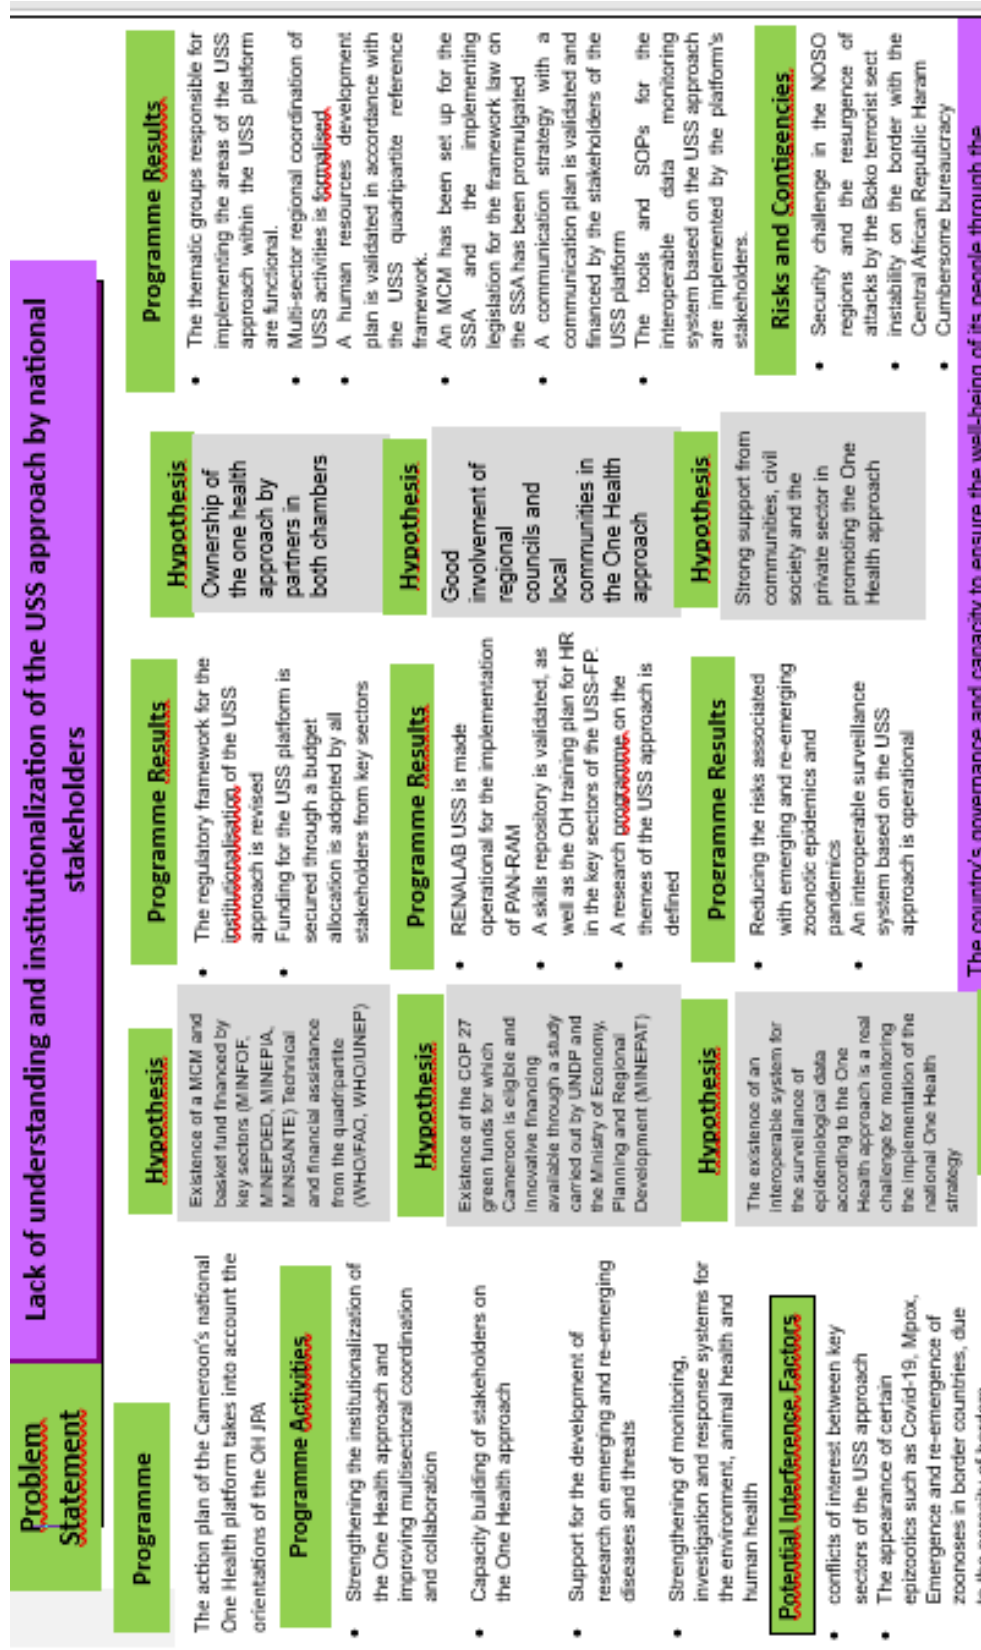 Problem
Statement
Lack of understanding and institutionalization of the USS approach by national
stakeholders
Programme
The action plan of the Cameroon's national
One Health platform takes into account the
orientations of the OH JPA
Programme Activities
• Strengthening the institutionalization of
the One Health approach and
improving multisectoral coordination
and collaboration
• Capacity building of stakeholders on
the One Health approach
• Support for the development of
research on emerging and re-emerging
diseases and threats
• Strengthening of monitoring,
investigation and response systems for
the environment, animal health and
human health
Potential Interference Factors
• conflicts of interest between key
sectors of the USS approach
• The appearance of certain
epizootics such as Covid-19, Mpox,
Emergence and re-emergence of
zoonoses in border countries, due
Hypothesis
Existence of a MCM and
basket fund financed by
key sectors (MINFOF,
MINEPDED, MINEPIA,
MINSANTE) Technical
and financial assistance
from the quadripartite
(WHO/FAO, WHO/UNEP)
Hypothesis
Existence of the COP 27
green funds for which
Cameroon is eligible and
innovative financing
available through a study
carried out by UNDP and
the Ministry of Economy,
Planning and Regional
Development (MINEPAT)
Hypothesis
The existence of an
interoperable system for
the surveillance of
epidemiological data
according to the One
Health approach is a real
challenge for monitoring
the implementation of the
national One Health
strategy
Programme Results
• The regulatory framework for the
institutionalisation of the USS
approach is revised
• Funding for the USS platform is
secured through a budget
allocation is adopted by all
stakeholders from key sectors
Programme Results
• RENALAB USS is made
operational for the implementation
of PAN-RAM
• A skills repository is validated, as
well as the OH training plan for HR
in the key sectors of the USS-FP.
• A research programme on the
themes of the USS approach is
defined
Programme Results
• Reducing the risks associated
with emerging and re-emerging
zoonotic epidemics and
pandemics
• An interoperable surveillance
system based on the USS
approach is operational
Hypothesis
Ownership of
the one health
approach by
partners in
both chambers
Hypothesis
Good
involvement of
regional
councils and
local
communities in
the One Health
approach
Hypothesis
Strong support from
communities, civil
society and the
private sector in
promoting the One
Health approach
Programme Results
• The thematic groups responsible for
implementing the areas of the USS
approach within the USS platform
are functional.
• Multi-sector regional coordination of
USS activities is formalised
• A human resources development
plan is validated in accordance with
the USS quadripartite reference
framework.
• An MCM has been set up for the
SSA and the implementing
legislation for the framework law on
the SSA has been promulgated
• A communication strategy with a
communication plan is validated and
financed by the stakeholders of the
USS platform
• The tools and SOPs for the
interoperable data monitoring
system based on the USS approach
are implemented by the platform's
stakeholders.
Risks and Contigencies
• Security challenge in the NOSO
regions and the resurgence of
attacks by the Boko terrorist sect
• instability on the border with the
Central African Republic Haram
• Cumbersome bureaucracy
The country's governance and capacity to ensure the well-being of its people through the